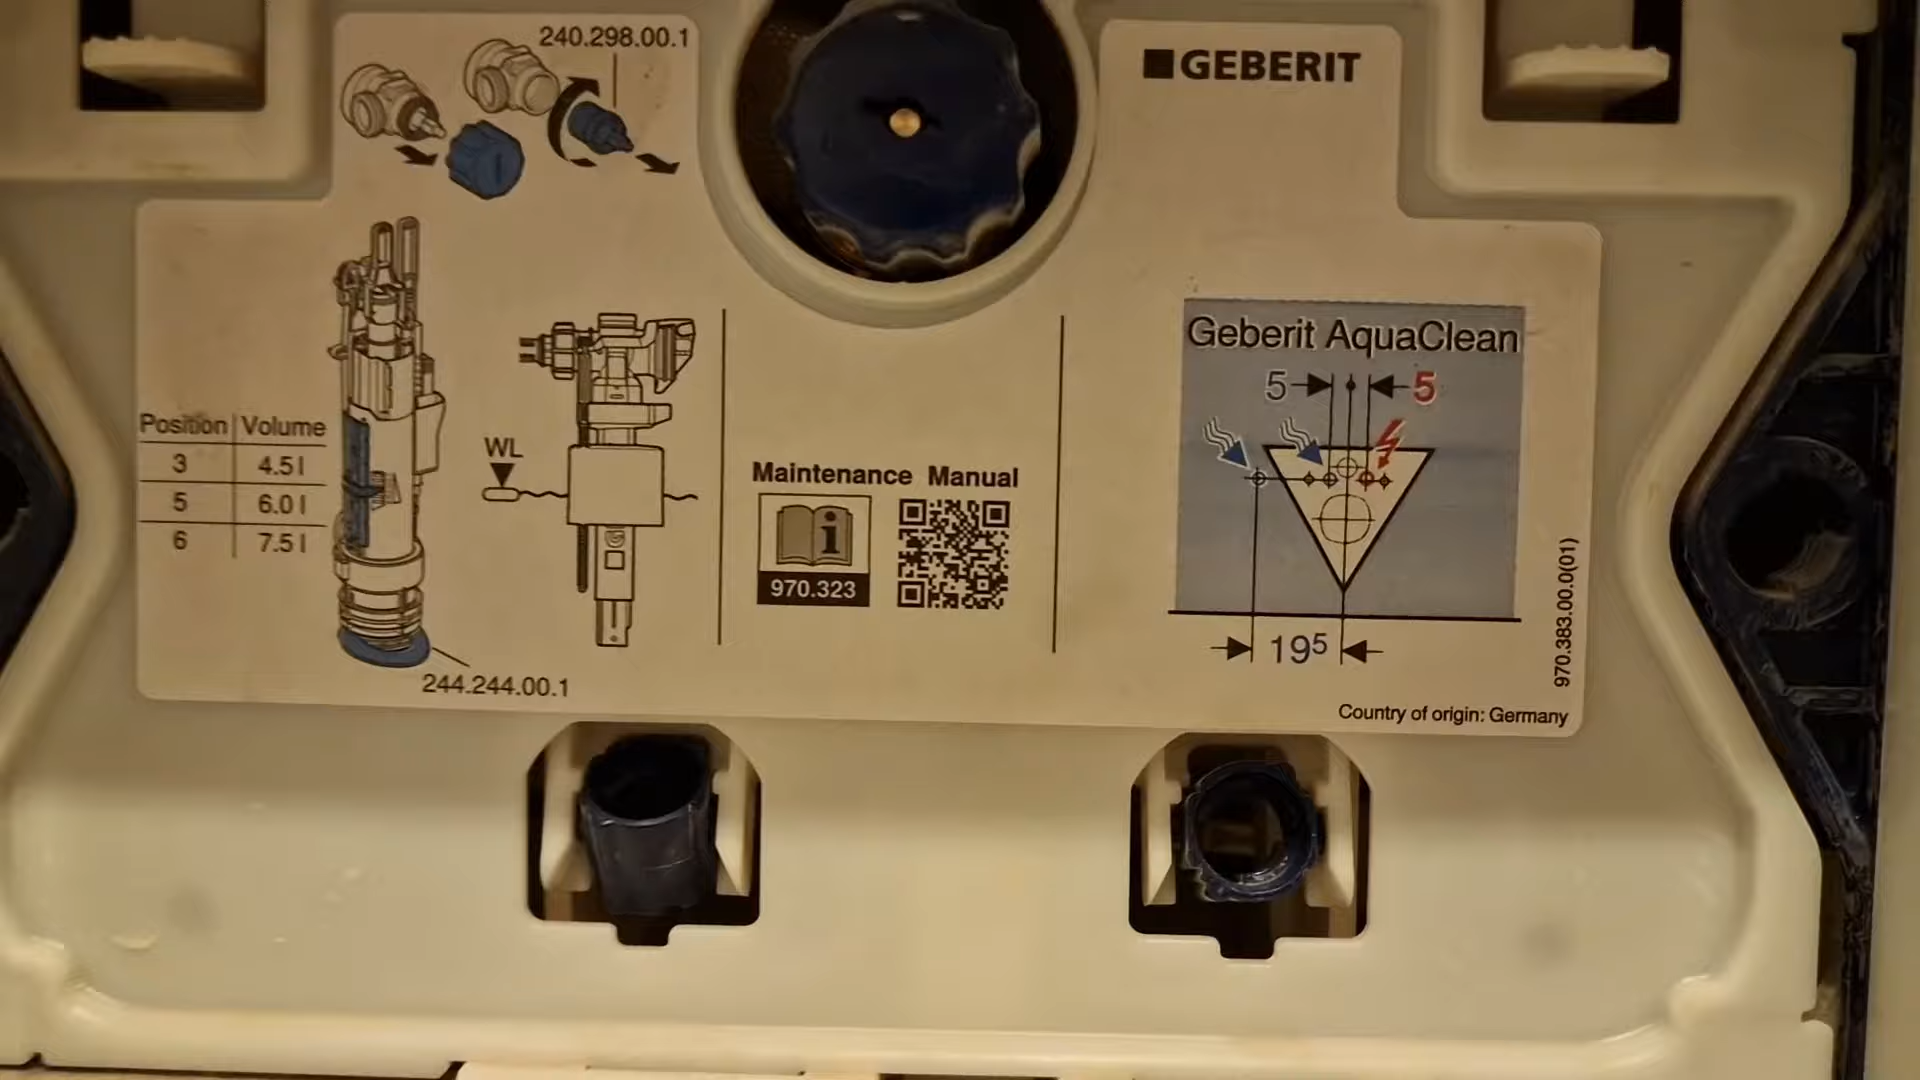 240.298.00.1
GEBERIT
Geberit AquaClean
5 5
Position Volume
3 4.5 l
5 6.0 l
6 7.5 l
WL
244.244.00.1
Maintenance Manual
i
970.323
G
19⁵
970.383.00.0(01)
Country of origin: Germany